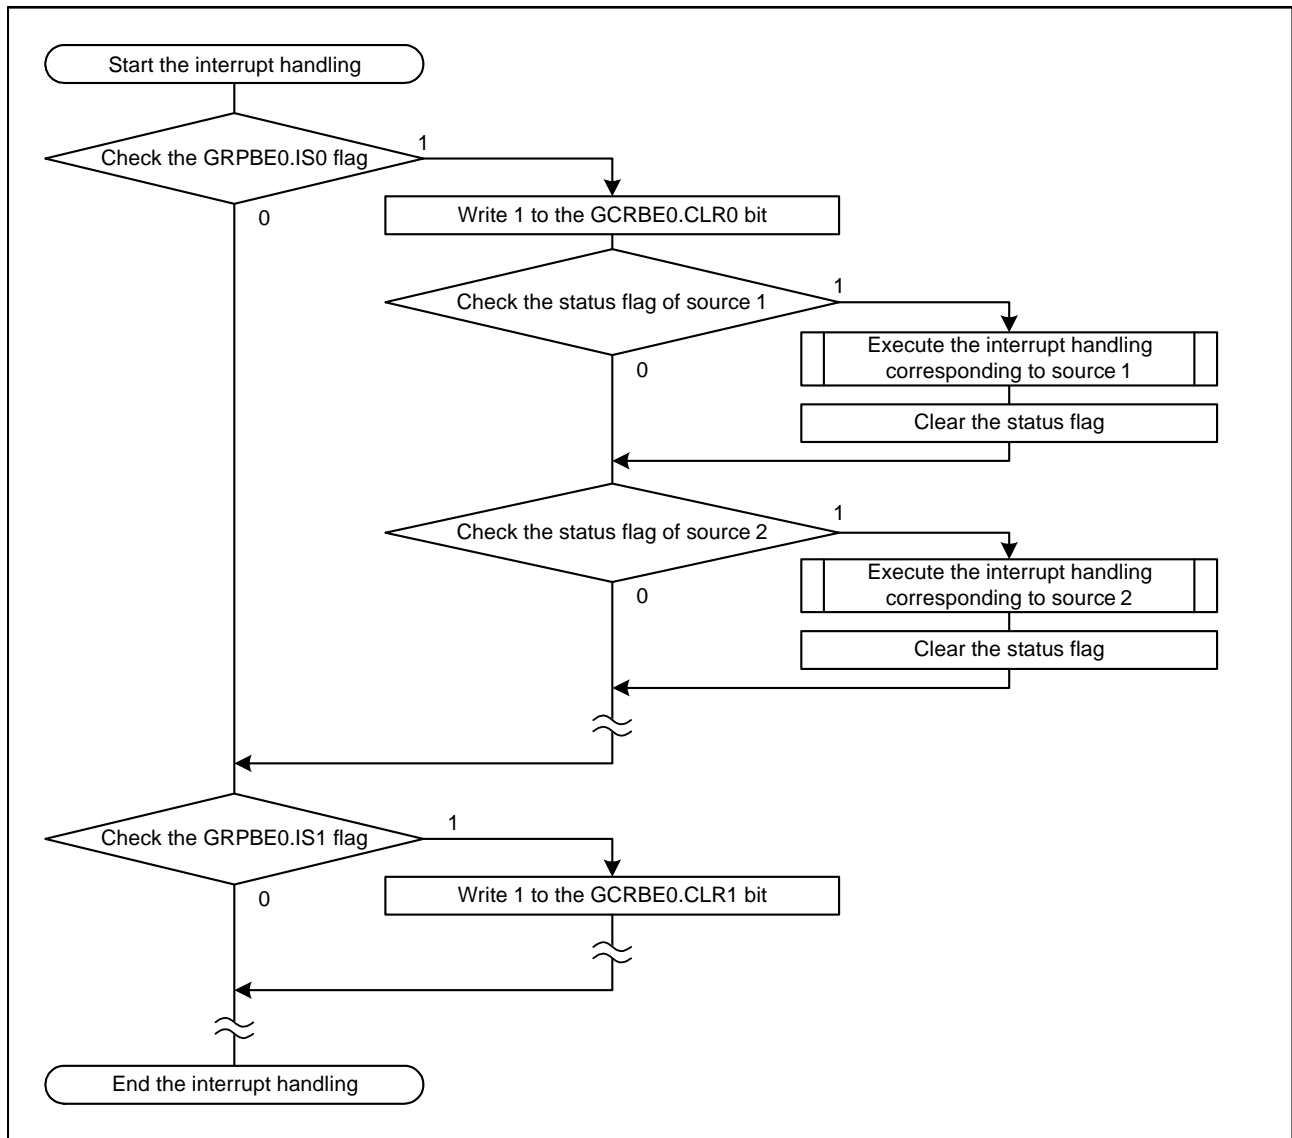 Start the interrupt handling
Check the GRPBE0.IS0 flag
1
0
Write 1 to the GCRBE0.CLR0 bit
Check the status flag of source 1
1
0
Execute the interrupt handling
corresponding to source 1
Clear the status flag
Check the status flag of source 2
1
0
Execute the interrupt handling
corresponding to source 2
Clear the status flag
Check the GRPBE0.IS1 flag
1
0
Write 1 to the GCRBE0.CLR1 bit
End the interrupt handling